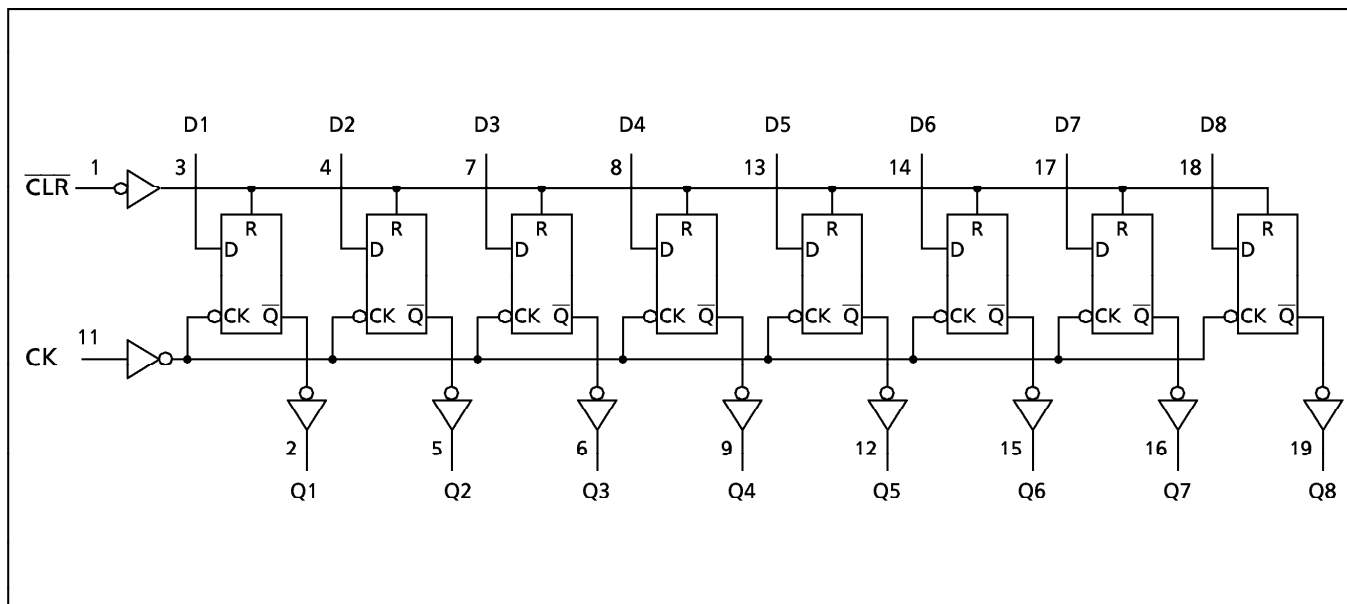 D1 D2 D3 D4 D5 D6 D7 D8
1 3 4 7 8 13 14 17 18
C̅L̅R̅
R R R R R R R R
D D D D D D D D
CK Q̅ CK Q̅ CK Q̅ CK Q̅ CK Q̅ CK Q̅ CK Q̅ CK Q̅
11
CK
2 5 6 9 12 15 16 19
Q1 Q2 Q3 Q4 Q5 Q6 Q7 Q8